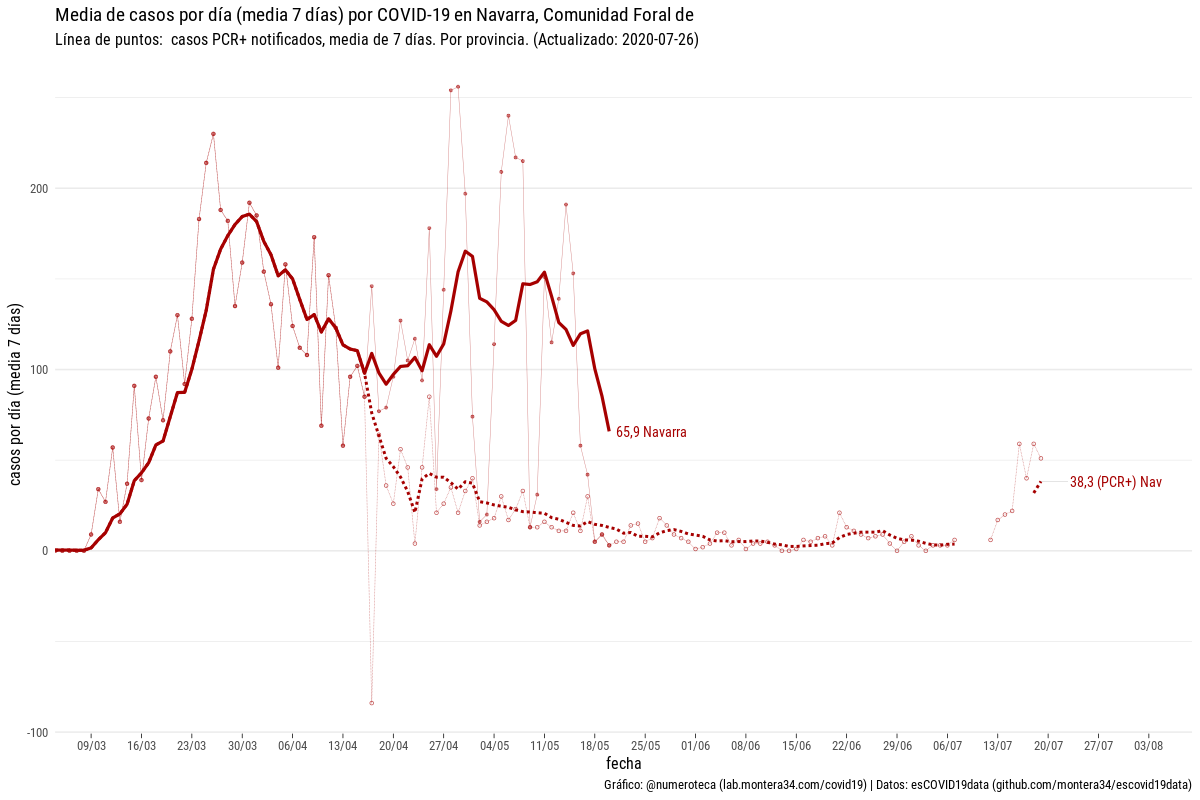 Media de casos por día (media 7 días) por COVID-19 en Navarra, Comunidad Foral de
Línea de puntos:  casos PCR+ notificados, media de 7 días. Por provincia. (Actualizado: 2020-07-26)
casos por día (media 7 días)
200
100
0
-100
65,9 Navarra
38,3 (PCR+) Nav
09/03 16/03 23/03 30/03 06/04 13/04 20/04 27/04 04/05 11/05 18/05 25/05 01/06 08/06 15/06 22/06 29/06 06/07 13/07 20/07 27/07 03/08
fecha
Gráfico: @numeroteca (lab.montera34.com/covid19) | Datos: esCOVID19data (github.com/montera34/escovid19data)